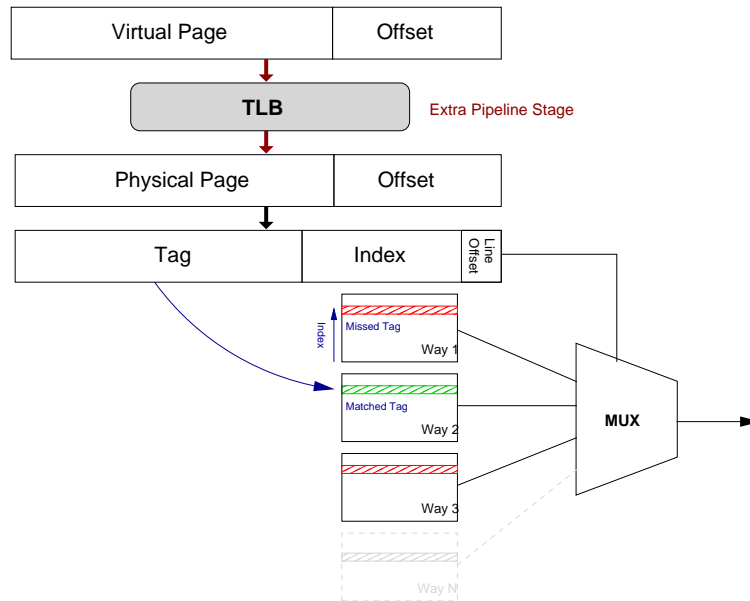 Virtual Page
Offset
TLB
Extra Pipeline Stage
Physical Page
Offset
Tag
Index
Line
Offset
Index
Missed Tag
Way 1
Matched Tag
Way 2
MUX
Way 3
Way N